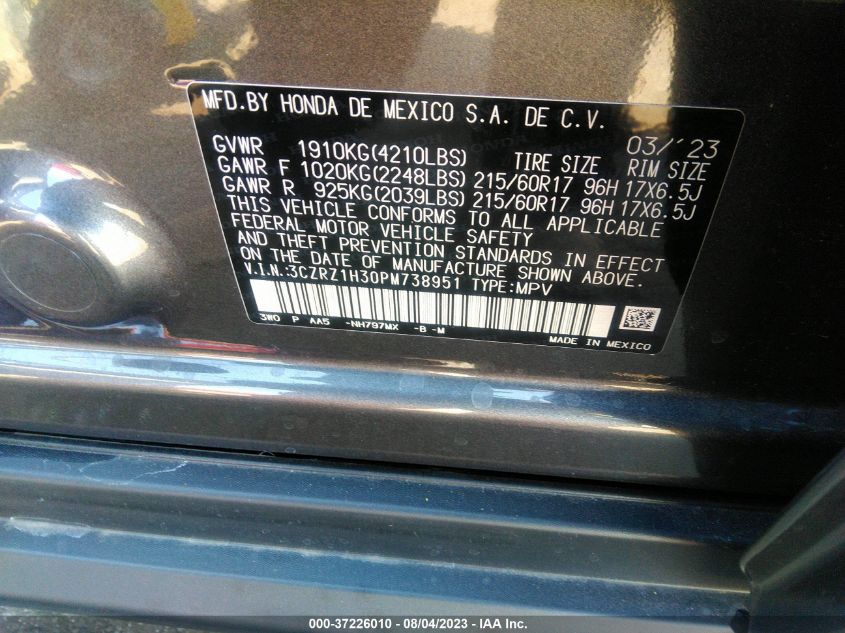 MFD.BY HONDA DE MEXICO S.A. DE C.V.
03/'23
GVWR 1910KG(4210LBS) TIRE SIZE RIM SIZE
GAWR F 1020KG(2248LBS) 215/60R17 96H 17X6.5J
GAWR R 925KG(2039LBS) 215/60R17 96H 17X6.5J
THIS VEHICLE CONFORMS TO ALL APPLICABLE
FEDERAL MOTOR VEHICLE SAFETY
AND THEFT PREVENTION STANDARDS IN EFFECT
ON THE DATE OF MANUFACTURE SHOWN ABOVE.
V.I.N.:3CZRZ1H30PM738951 TYPE:MPV
3W0 P AA5 -NH797MX -B -M
MADE IN MEXICO
000-37226010 - 08/04/2023 - IAA Inc.